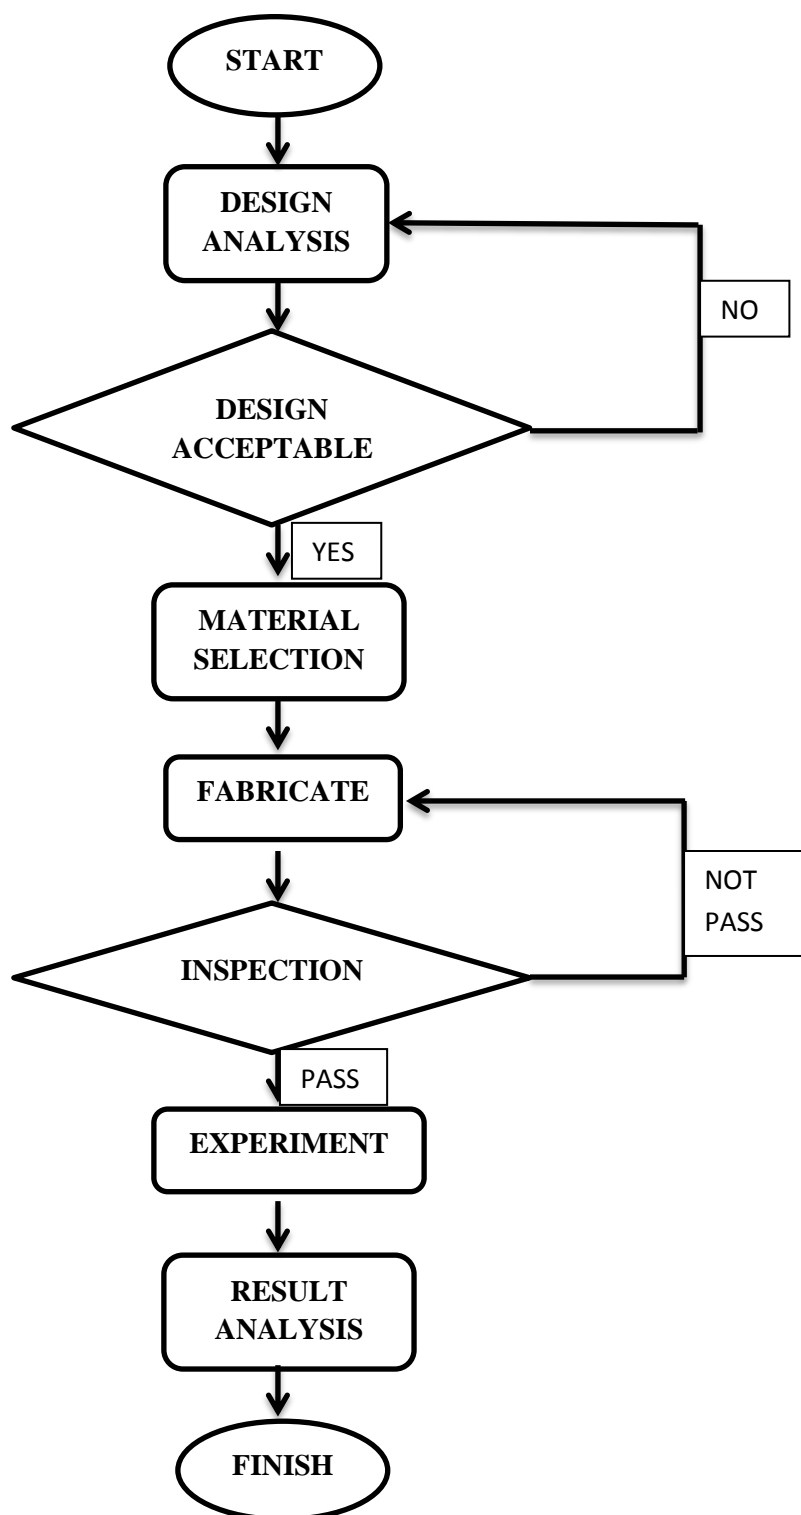 START
DESIGN
ANALYSIS
NO
DESIGN
ACCEPTABLE
YES
MATERIAL
SELECTION
FABRICATE
NOT
PASS
INSPECTION
PASS
EXPERIMENT
RESULT
ANALYSIS
FINISH